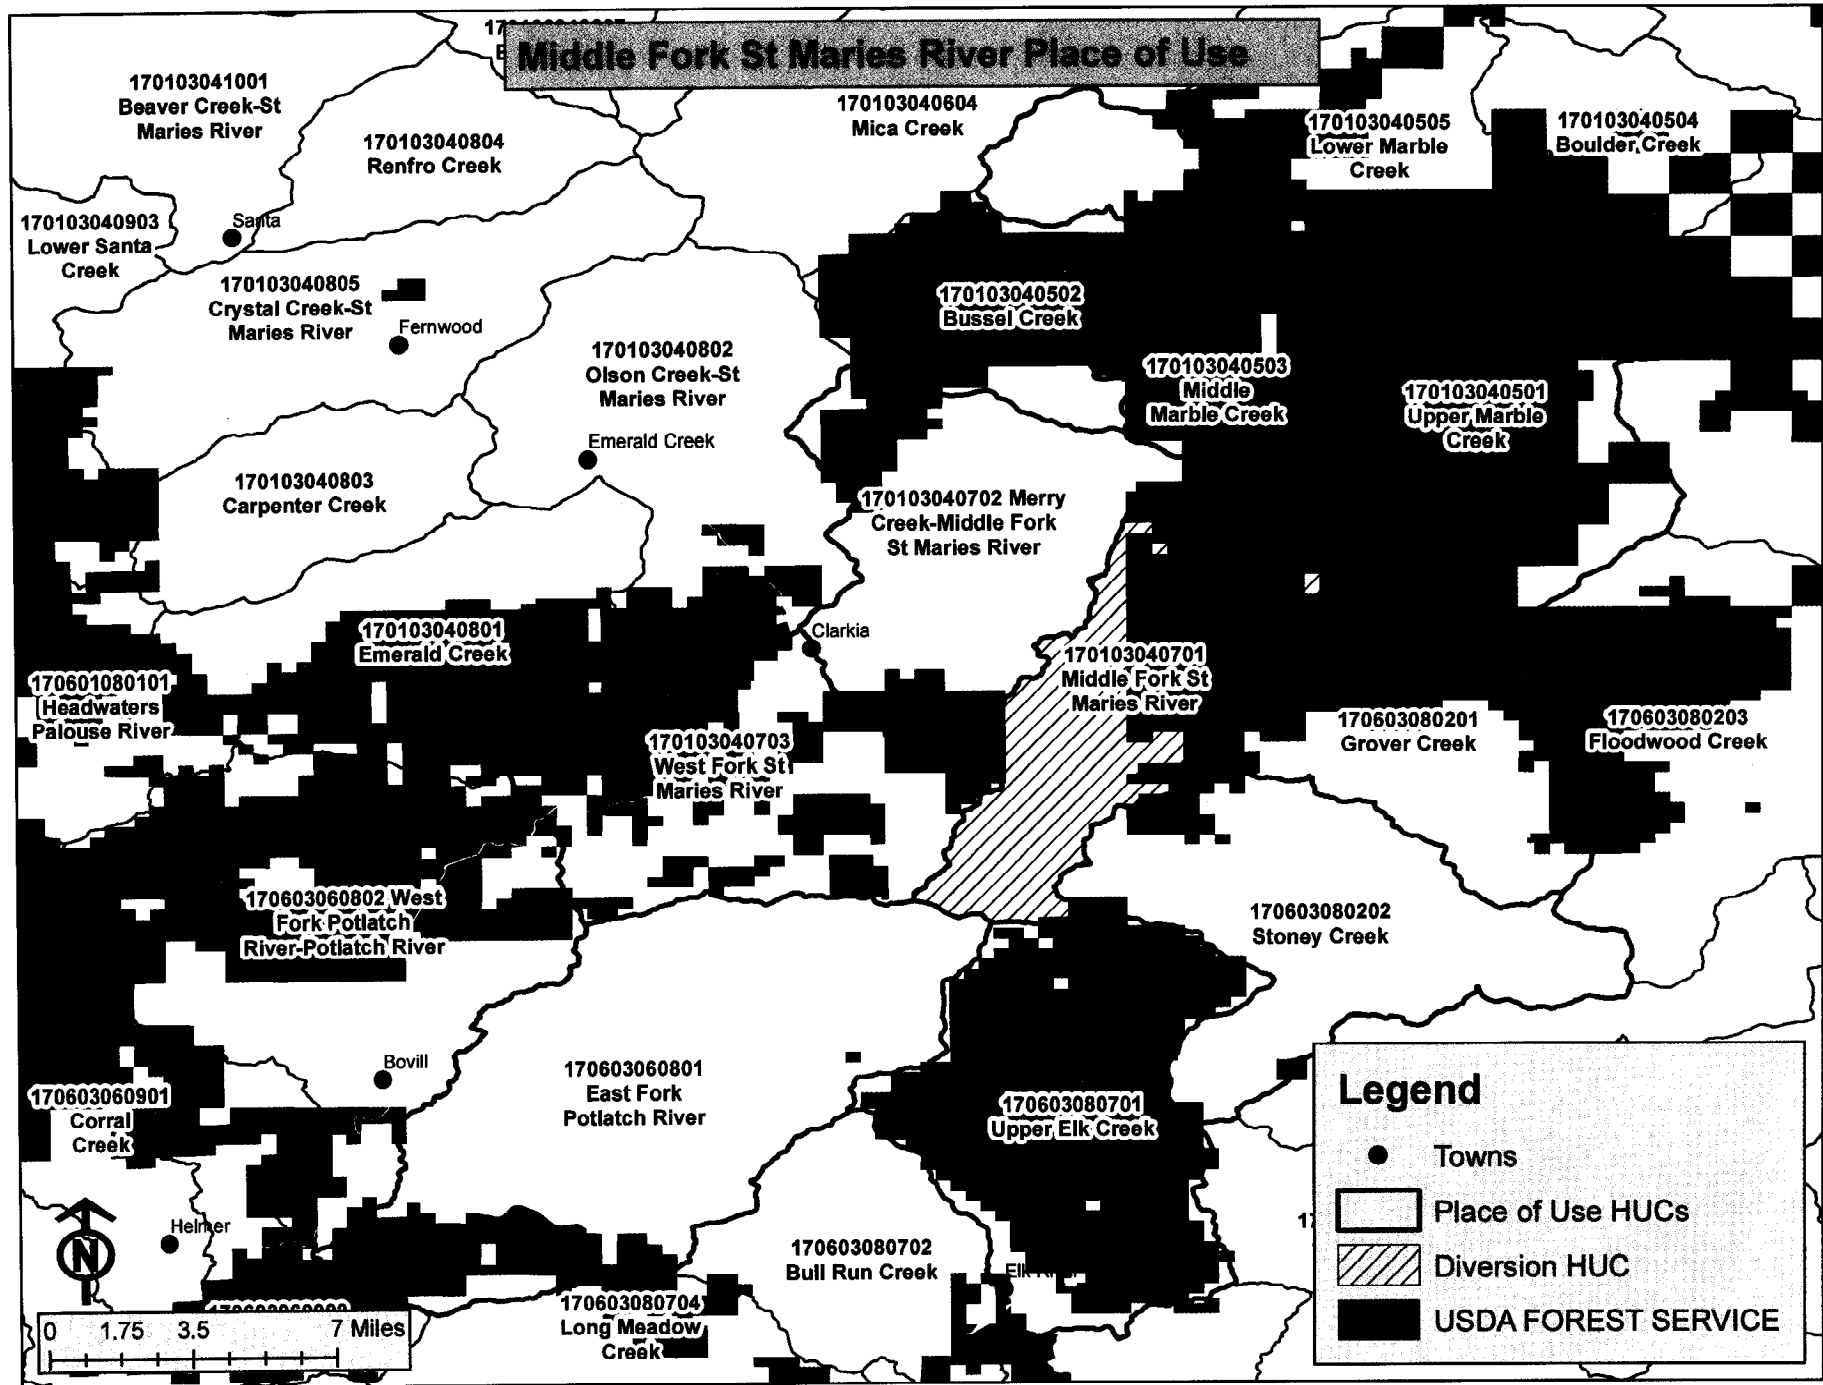 Middle Fork St Maries River Place of Use
170103041001
Beaver Creek-St
Maries River
170103040804
Renfro Creek
170103040604
Mica Creek
170103040505
Lower Marble
Creek
170103040504
Boulder Creek
170103040903
Lower Santa
Creek
Santa
170103040805
Crystal Creek-St
Maries River
Fernwood
170103040502
Bussel Creek
170103040802
Olson Creek-St
Maries River
Emerald Creek
170103040503
Middle
Marble Creek
170103040501
Upper Marble
Creek
170103040803
Carpenter Creek
170103040702 Merry
Creek-Middle Fork
St Maries River
170103040801
Emerald Creek
Clarkia
170103040701
Middle Fork St
Maries River
170601080101
Headwaters
Palouse River
170103040703
West Fork St
Maries River
170603080201
Grover Creek
170603080203
Floodwood Creek
170603060802 West
Fork Potlatch
River-Potlatch River
170603080202
Stoney Creek
Bovill
170603060801
East Fork
Potlatch River
170603060901
Corral
Creek
170603080701
Upper Elk Creek
Helmer
N
170603080702
Bull Run Creek
170603080704
Long Meadow
Creek
0 1.75 3.5 7 Miles
Legend
Towns
Place of Use HUCs
Diversion HUC
USDA FOREST SERVICE